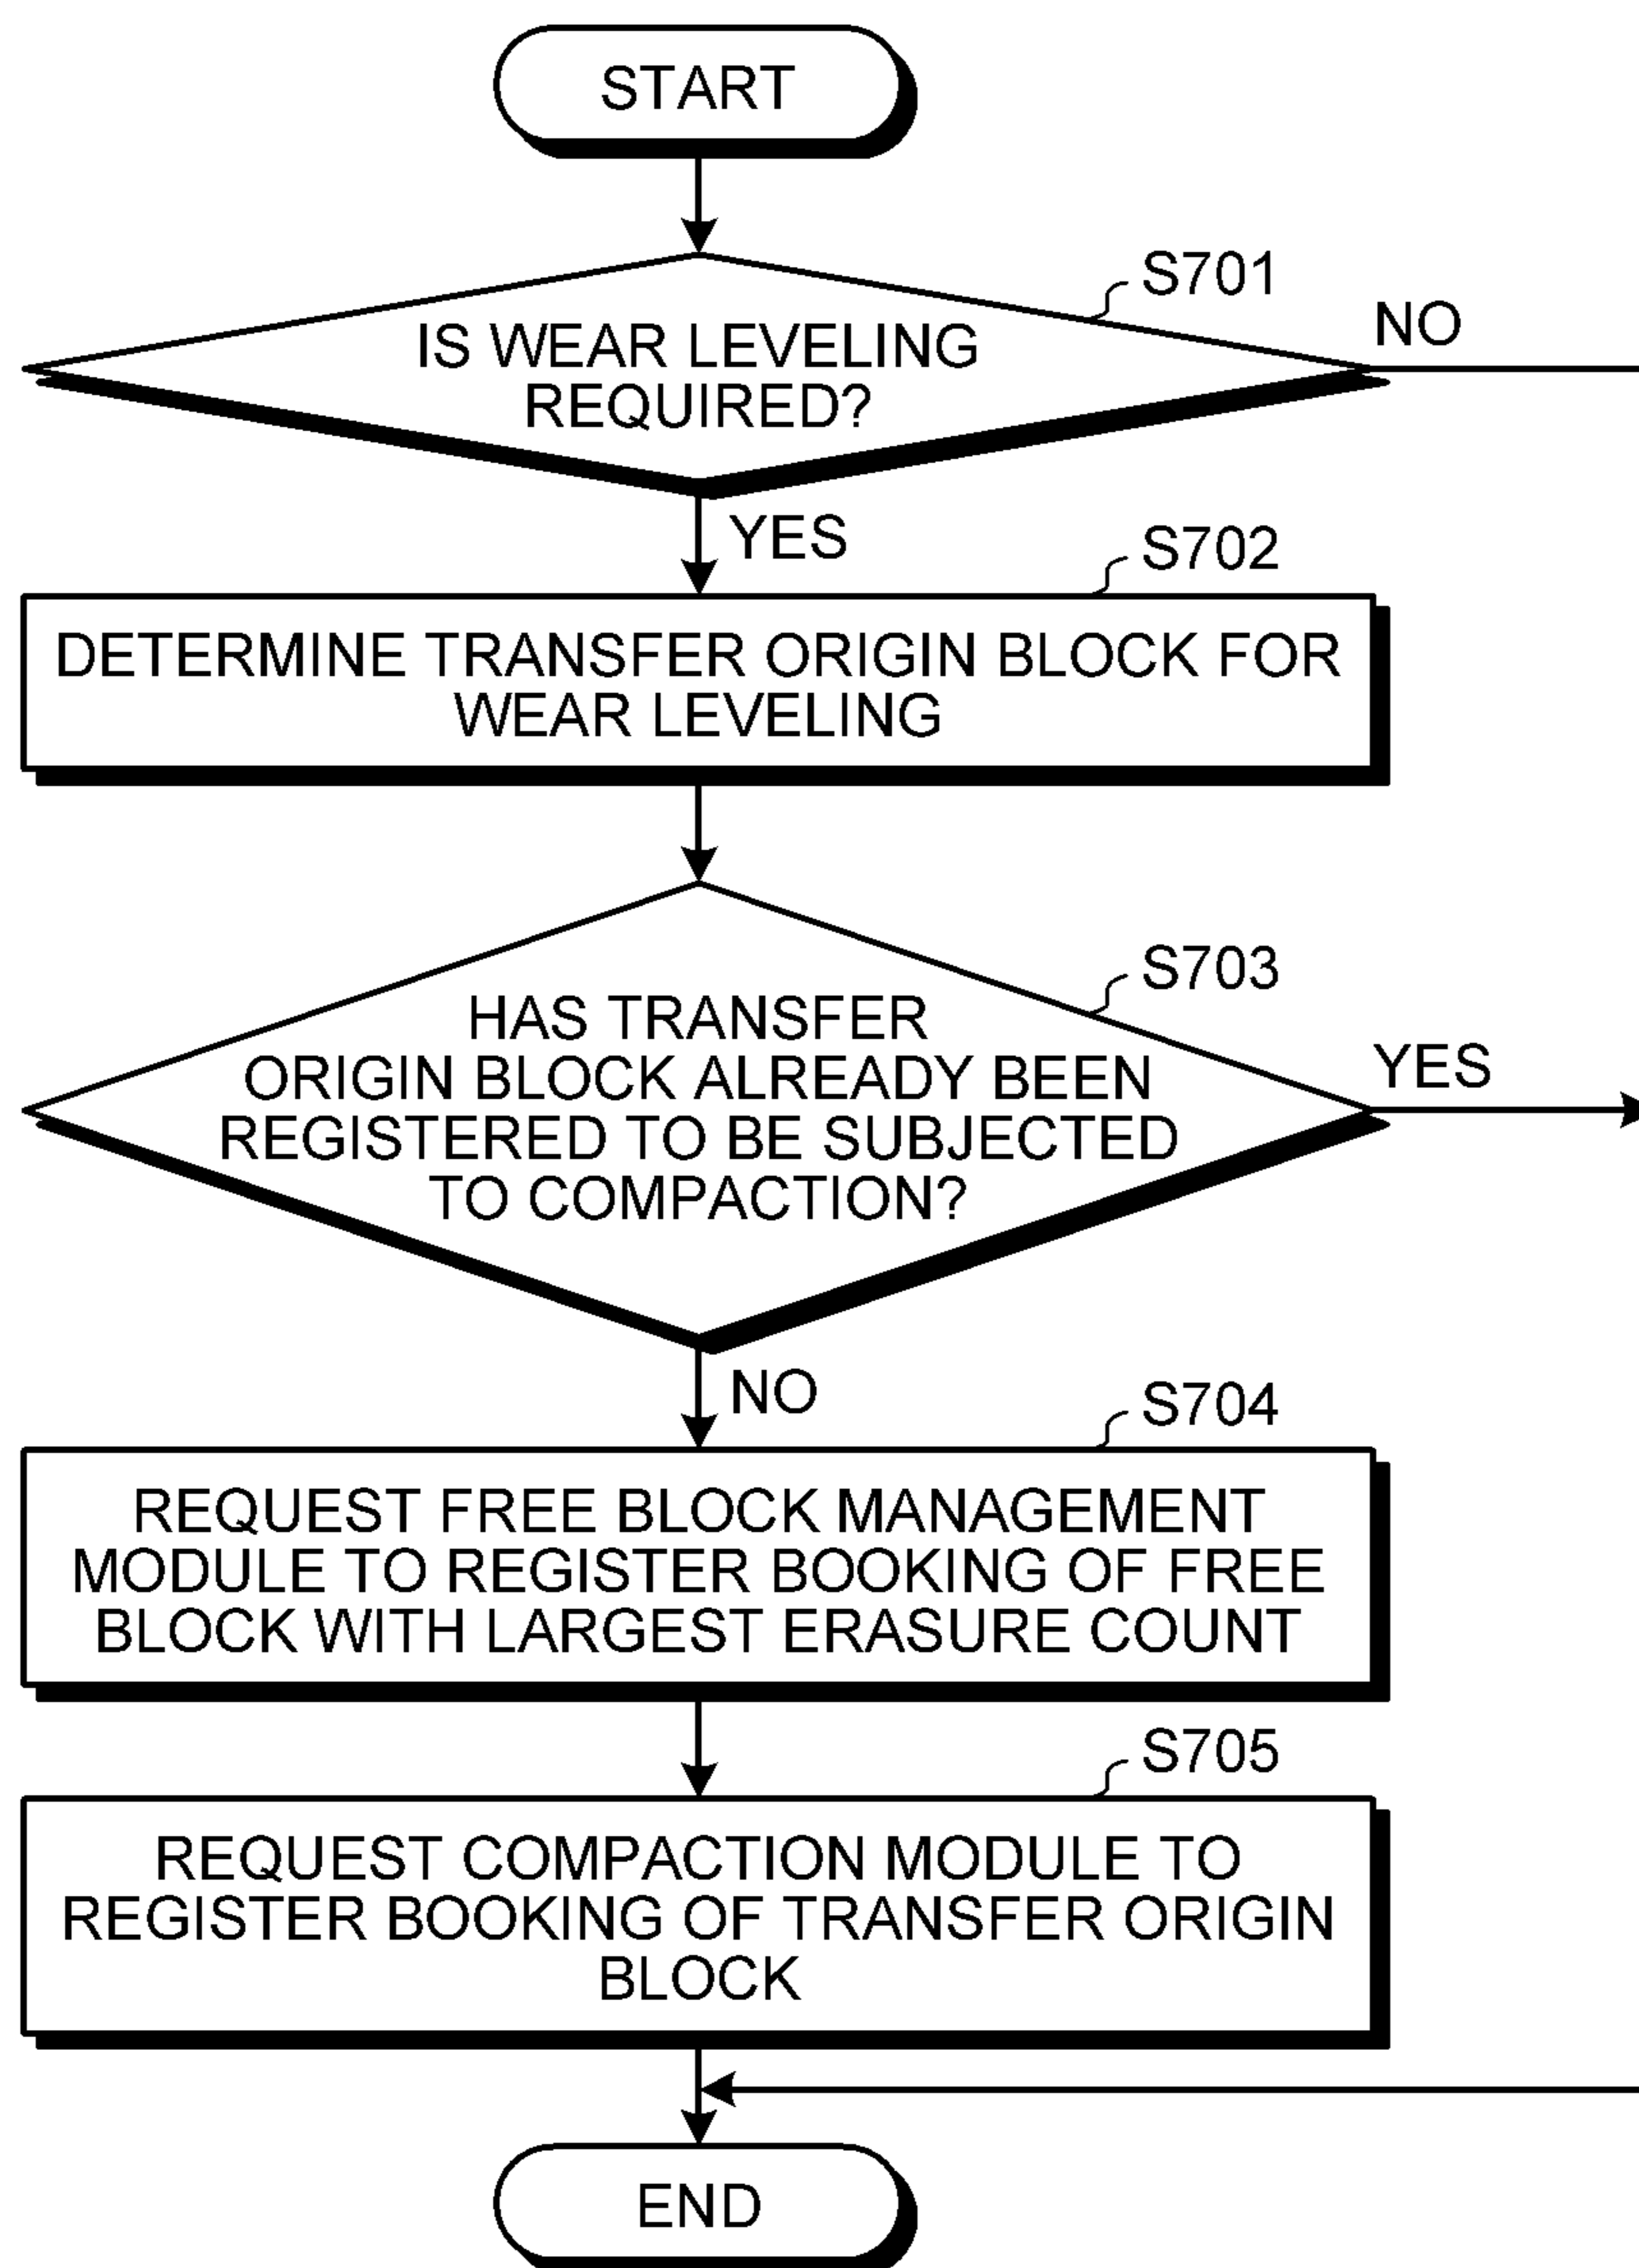 START
S701
NO
IS WEAR LEVELING
REQUIRED?
YES
S702
DETERMINE TRANSFER ORIGIN BLOCK FOR
WEAR LEVELING
S703
HAS TRANSFER
ORIGIN BLOCK ALREADY BEEN
REGISTERED TO BE SUBJECTED
TO COMPACTION?
YES
NO
S704
REQUEST FREE BLOCK MANAGEMENT
MODULE TO REGISTER BOOKING OF FREE
BLOCK WITH LARGEST ERASURE COUNT
S705
REQUEST COMPACTION MODULE TO
REGISTER BOOKING OF TRANSFER ORIGIN
BLOCK
END